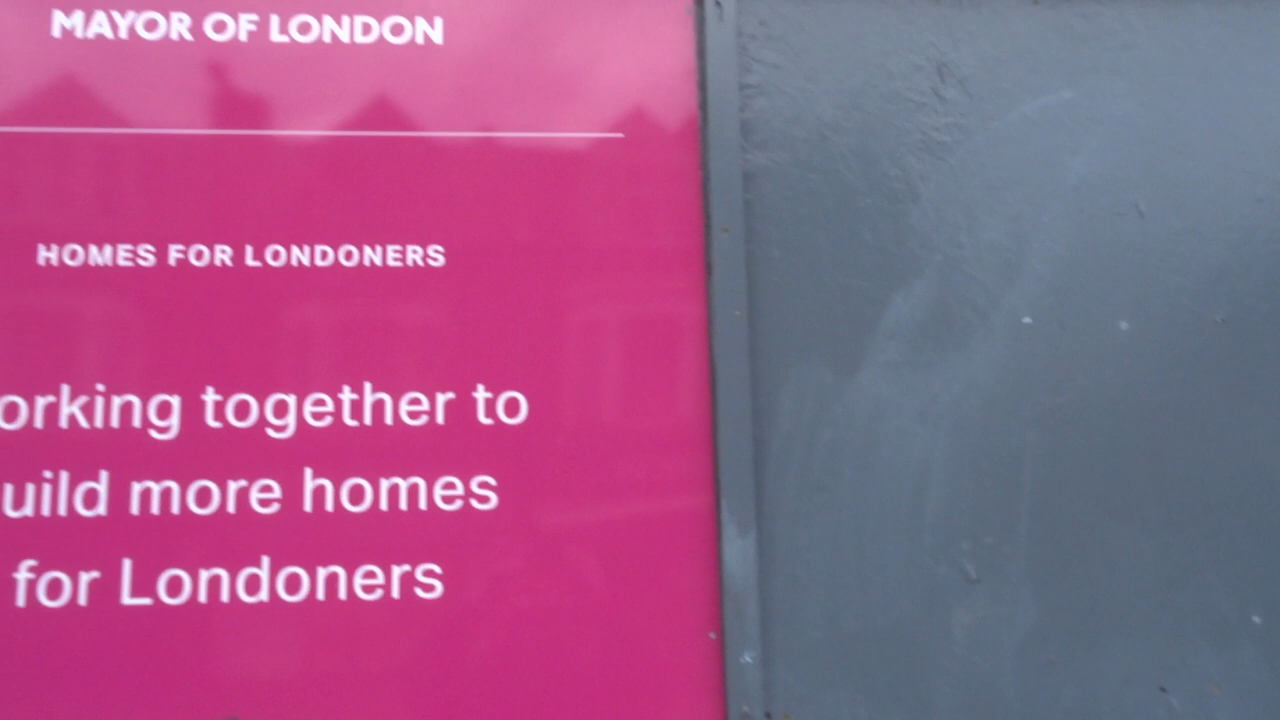 MAYOR OF LONDON
HOMES FOR LONDONERS
orking together to
uild more homes
for Londoners